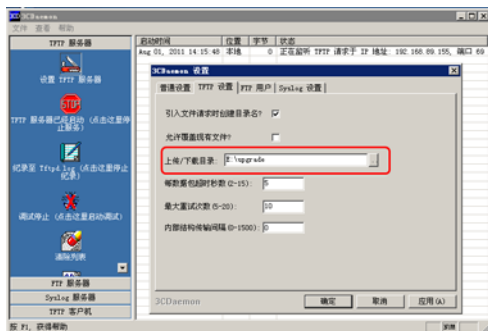 3CDaemon
文件 查看 帮助
TFTP 服务器
启动时间 位置 字节 状态
Aug 01, 2011 14:15:48 本地 0 正在监听 TFTP 请求于 IP 地址: 192.168.89.155, 端口 69
设置 TFTP 服务器
STOP
TFTP 服务器已经启动 (点击这里停止服务)
纪录至 Tftpd.log (点击这里停止纪录)
调试停止 (点击这里启动调试)
清除列表
FTP 服务器
Syslog 服务器
TFTP 客户机
3CDaemon 设置
普通设置 TFTP 设置 FTP 用户 Syslog 设置
引入文件请求时创建目录名?
允许覆盖现有文件?
上传/下载目录: E:\upgrade
每数据包超时秒数 (2-15): 5
最大重试次数 (5-20): 10
内部结构传输间隔 (0-1500): 0
3CDaemon
确定 取消 应用(A)
按 F1, 获得帮助